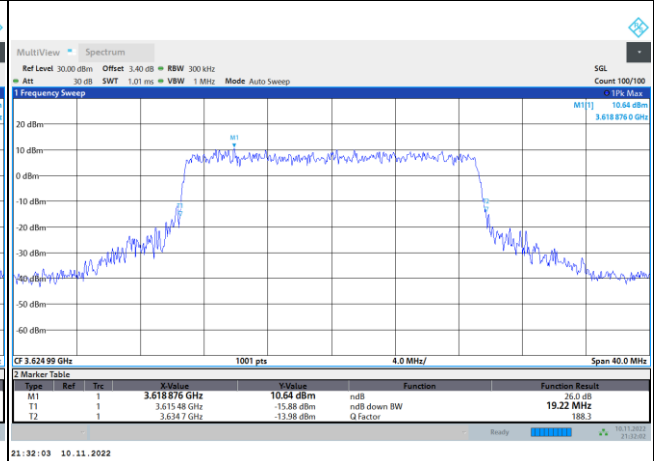 MultiView Spectrum
Ref Level 30.00 dBm Offset 3.40 dB RBW 300 kHz SGL
Att 30 dB SWT 1.01 ms VBW 1 MHz Mode Auto Sweep Count 100/100
1 Frequency Sweep 1Pk Max
M1[1] 10.64 dBm
3.618 876 0 GHz
20 dBm
M1
10 dBm
0 dBm
-10 dBm
-20 dBm
-30 dBm
-40 dBm
-50 dBm
-60 dBm
CF 3.624 99 GHz 1001 pts 4.0 MHz/ Span 40.0 MHz
2 Marker Table
Type Ref Trc X-Value Y-Value Function Function Result
M1 1 3.618 876 GHz 10.64 dBm ndB 26.0 dB
T1 1 3.615 48 GHz -15.88 dBm ndB down BW 19.22 MHz
T2 1 3.634 7 GHz -13.98 dBm Q Factor 188.3
Ready 10.11.2022
21:32:02
21:32:03 10.11.2022